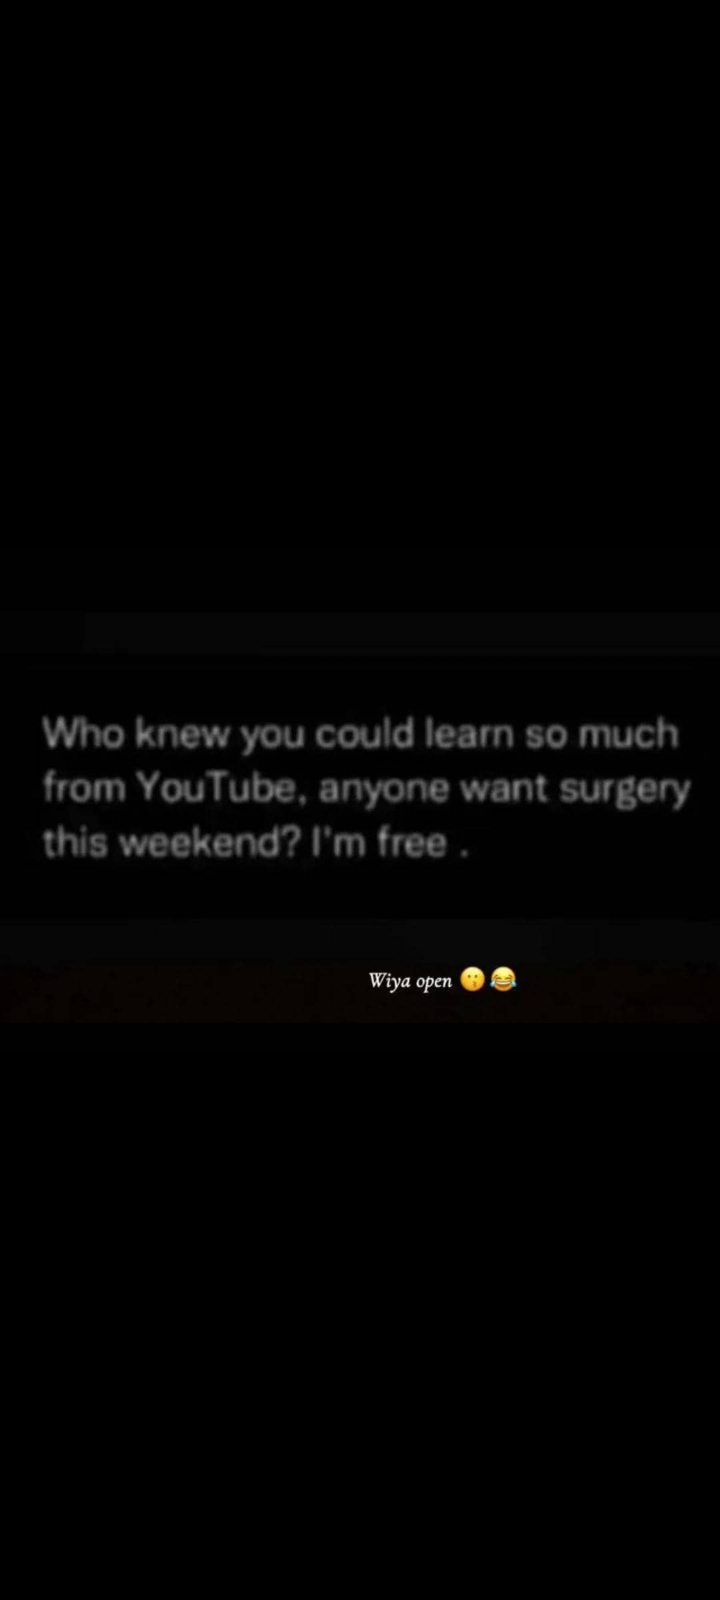 Who knew you could learn so much
from YouTube, anyone want surgery
this weekend? I'm free .
Wiya open 😗😂